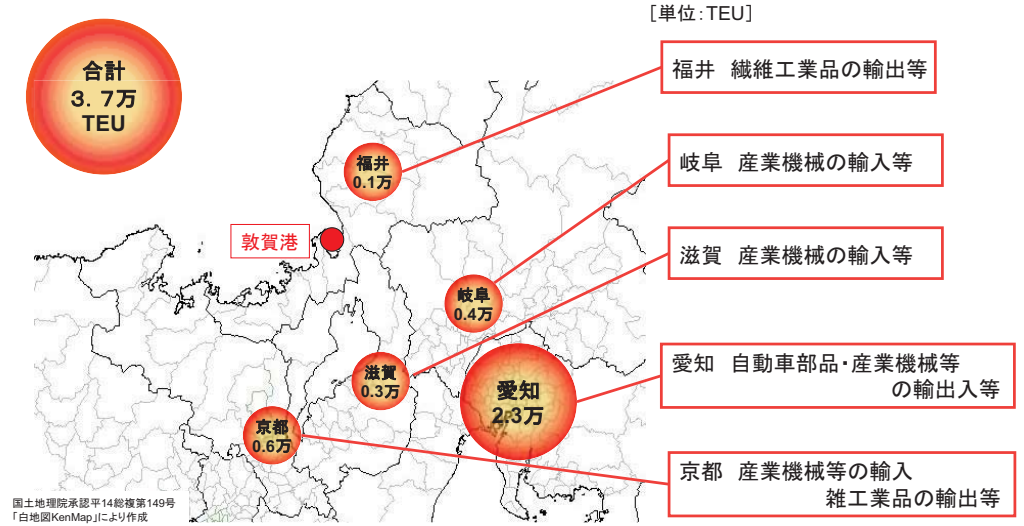 [単位:TEU]
合計
3.7万
TEU
福井 繊維工業品の輸出等
福井
0.1万
岐阜 産業機械の輸入等
敦賀港
滋賀 産業機械の輸入等
岐阜
0.4万
滋賀
0.3万
愛知
2.3万
愛知 自動車部品・産業機械等
の輸出入等
京都
0.6万
京都 産業機械等の輸入
雑工業品の輸出等
国土地理院承認平14総複第149号
「白地図KenMap」により作成